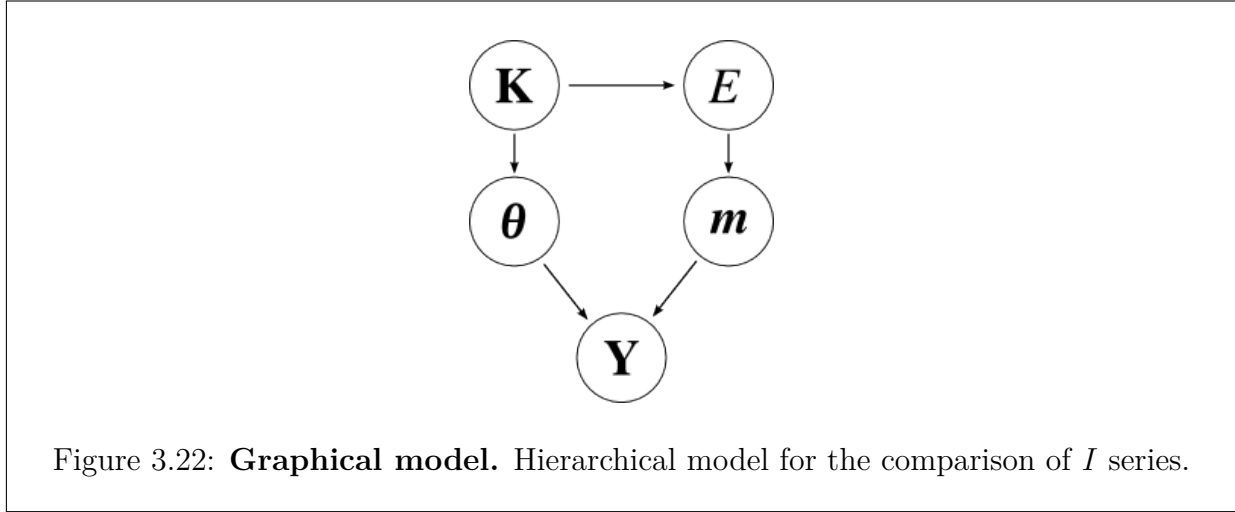 K E
θ m
Y
Figure 3.22: Graphical model. Hierarchical model for the comparison of I series.